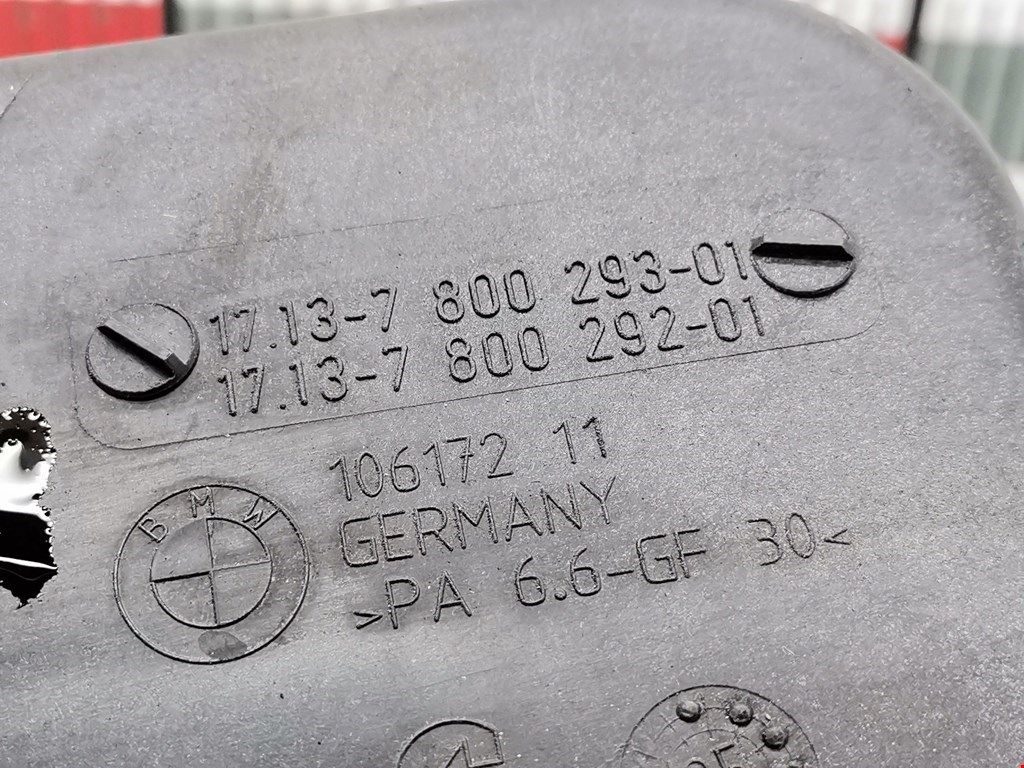 17.13-7 800 293-01
17.13-7 800 292-01
106172 11
BMW
GERMANY
>PA 6.6-GF 30<